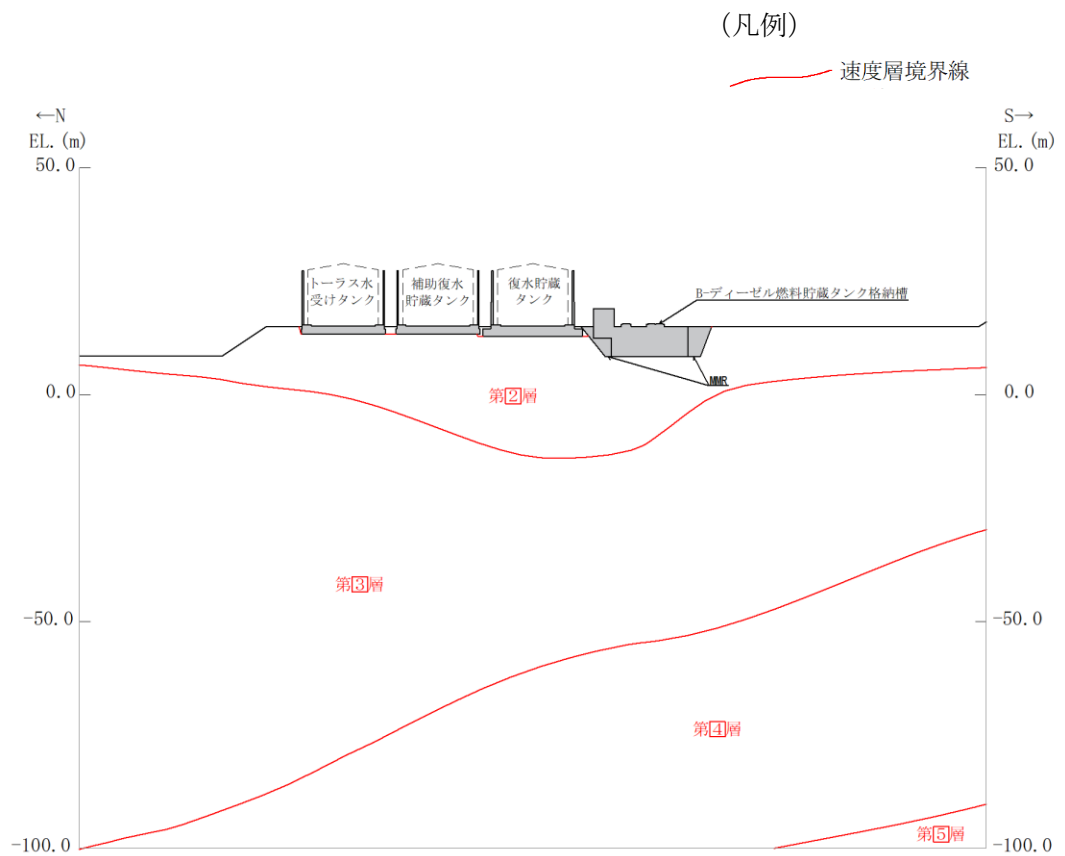 (凡例)
速度層境界線
←N
EL.(m)
S→
EL.(m)
50.0
50.0
トーラス水
受けタンク
補助復水
貯蔵タンク
復水貯蔵
タンク
B-ディーゼル燃料貯蔵タンク格納槽
MMR
0.0
第2層
0.0
第3層
-50.0
-50.0
第4層
第5層
-100.0
-100.0